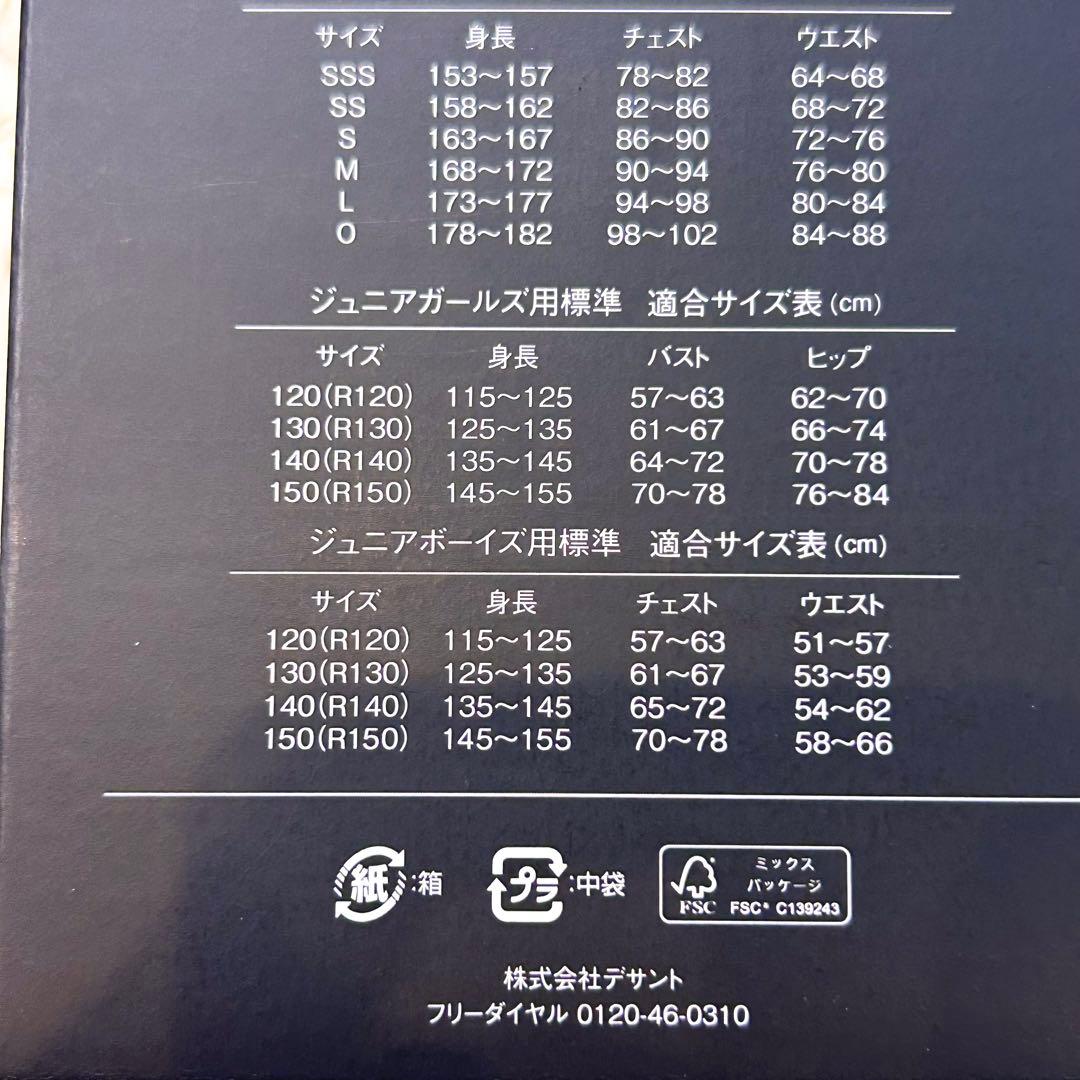 サイズ 身長 チェスト ウエスト
SSS 153〜157 78〜82 64〜68
SS 158〜162 82〜86 68〜72
S 163〜167 86〜90 72〜76
M 168〜172 90〜94 76〜80
L 173〜177 94〜98 80〜84
O 178〜182 98〜102 84〜88
ジュニアガールズ用標準 適合サイズ表(cm)
サイズ 身長 バスト ヒップ
120(R120) 115〜125 57〜63 62〜70
130(R130) 125〜135 61〜67 66〜74
140(R140) 135〜145 64〜72 70〜78
150(R150) 145〜155 70〜78 76〜84
ジュニアボーイズ用標準 適合サイズ表(cm)
サイズ 身長 チェスト ウエスト
120(R120) 115〜125 57〜63 51〜57
130(R130) 125〜135 61〜67 53〜59
140(R140) 135〜145 65〜72 54〜62
150(R150) 145〜155 70〜78 58〜66
紙:箱 プラ:中袋
ミックス
パッケージ
FSC FSC® C139243
株式会社デサント
フリーダイヤル 0120-46-0310